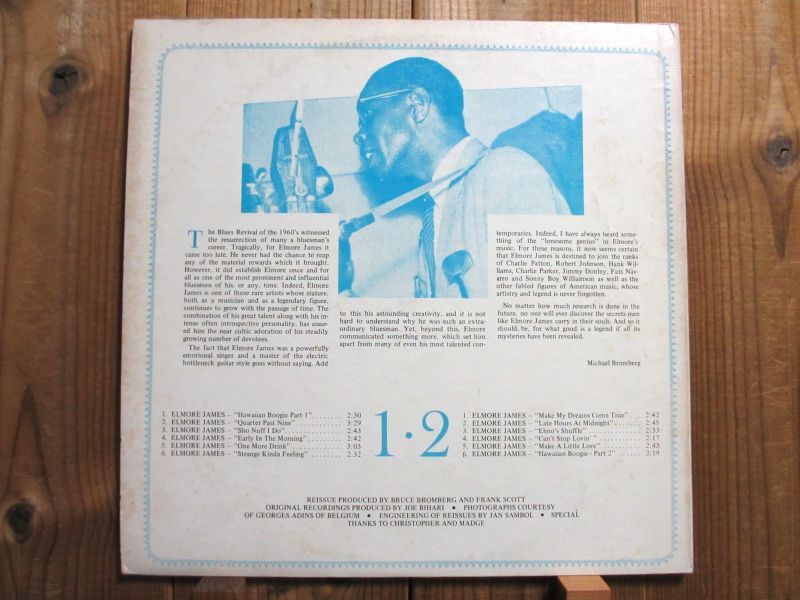 The Blues Revival of the 1960's witnessed
the resurrection of many a bluesman's
career. Tragically, for Elmore James it
came too late. He never had the chance to reap
any of the material rewards which it brought.
However, it did establish Elmore once and for
all as one of the most prominent and influential
bluesmen of his, or any, time. Indeed, Elmore
James is one of those rare artists whose stature,
both as a musician and as a legendary figure,
continues to grow with the passage of time. The
combination of his great talent along with his in-
tense often introspective personality, has assur-
ed him the near cultic adoration of his steadily
growing number of devotees.
The fact that Elmore James was a powerfully
emotional singer and a master of the electric
bottleneck guitar style goes without saying. Add
to this his astounding creativity, and it is not
hard to understand why he was such an extra-
ordinary bluesman. Yet, beyond this, Elmore
communicated something more, which set him
apart from many of even his most talented con-
temporaries. Indeed, I have always heard some-
thing of the "lonesome genius" in Elmore's
music. For these reasons, it now seems certain
that Elmore James is destined to join the ranks
of Charlie Patton, Robert Johnson, Hank Wil-
liams, Charlie Parker, Jimmy Donley, Fats Nav-
arro and Sonny Boy Williamson as well as the
other fabled figures of American music, whose
artistry and legend is never forgotten.
No matter how much research is done in the
future, no one will ever discover the secrets men
like Elmore James carry in their souls. And so it
should, be, for what good is a legend if all its
mysteries have been revealed.
Michael Bromberg
1. ELMORE JAMES – "Hawaiian Boogie Part 1" ........ 2:30
2. ELMORE JAMES – "Quarter Past Nine" ........ 3:29
3. ELMORE JAMES – "Sho Nuff I Do" ........ 2:43
4. ELMORE JAMES – "Early In The Morning" ........ 2:42
5. ELMORE JAMES – "One More Drink" ........ 3:03
6. ELMORE JAMES – "Strange Kinda Feeling" ........ 2:32
1·2
1. ELMORE JAMES – "Make My Dreams Come True" ... 2:42
2. ELMORE JAMES – "Late Hours At Midnight" ....... 2:45
3. ELMORE JAMES – "Elmo's Shuffle" ........ 2:33
4. ELMORE JAMES – "Can't Stop Lovin' " ........ 2:17
5. ELMORE JAMES – "Make A Little Love" ........ 2:43
6. ELMORE JAMES – "Hawaiian Boogie - Part 2" ....... 2:19
REISSUE PRODUCED BY BRUCE BROMBERG AND FRANK SCOTT
ORIGINAL RECORDINGS PRODUCED BY JOE BIHARI • PHOTOGRAPHS COURTESY
OF GEORGES ADINS OF BELGIUM • ENGINEERING OF REISSUES BY JAN SAMBOL • SPECIAL
THANKS TO CHRISTOPHER AND MADGE